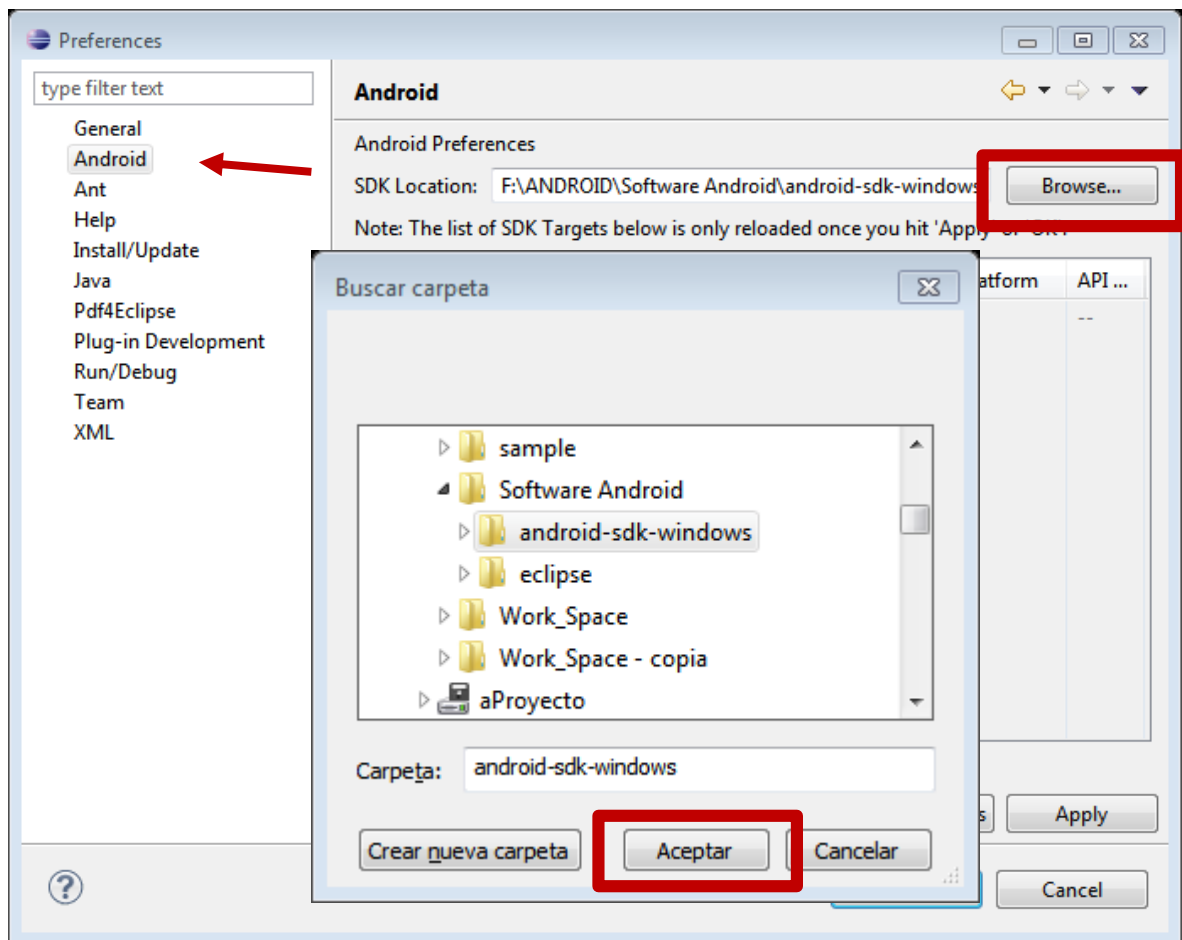 Preferences
type filter text
General
Android
Ant
Help
Install/Update
Java
Pdf4Eclipse
Plug-in Development
Run/Debug
Team
XML
Android
Android Preferences
SDK Location: F:\ANDROID\Software Android\android-sdk-windows Browse...
Note: The list of SDK Targets below is only reloaded once you hit 'Apply' or 'OK'.
API ...
--
Buscar carpeta
sample
Software Android
android-sdk-windows
eclipse
Work_Space
Work_Space - copia
aProyecto
Carpeta: android-sdk-windows
Crear nueva carpeta Aceptar Cancelar
Apply
Cancel